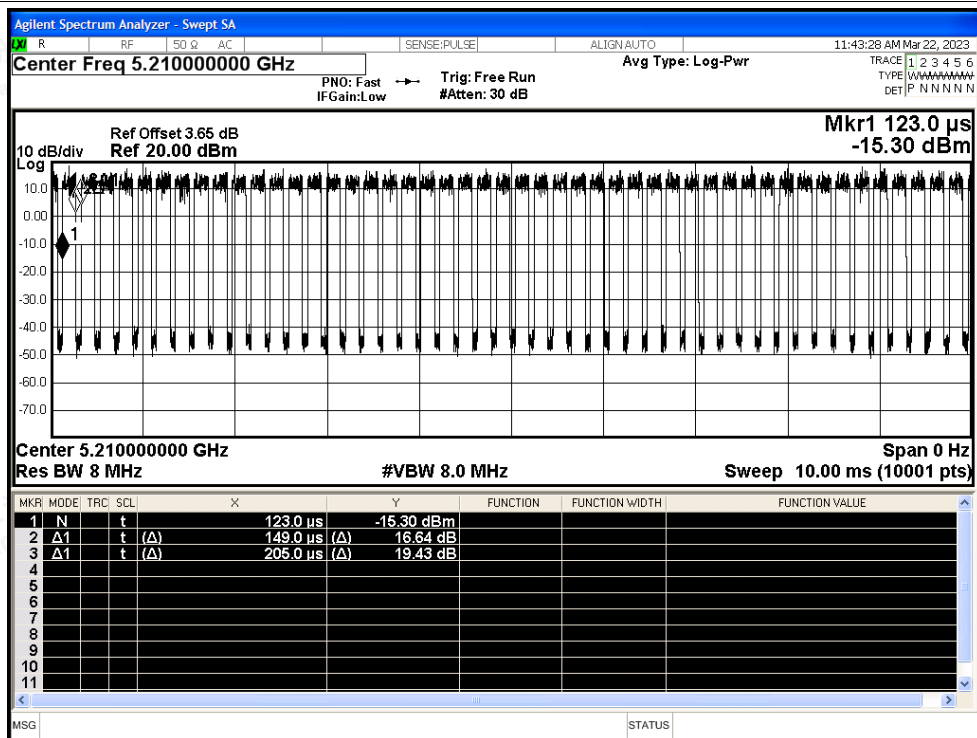 Agilent Spectrum Analyzer - Swept SA
LXI R RF 50 Ω AC SENSE:PULSE ALIGN AUTO 11:43:28 AM Mar 22, 2023
Center Freq 5.210000000 GHz
PNO: Fast
IFGain:Low
Trig: Free Run
#Atten: 30 dB
Avg Type: Log-Pwr
TRACE 1 2 3 4 5 6
TYPE W
DET P N N N N N
Mkr1 123.0 µs
-15.30 dBm
Ref Offset 3.65 dB
10 dB/div Ref 20.00 dBm
Log
10.0
0.00
-10.0
1
-20.0
-30.0
-40.0
-50.0
-60.0
-70.0
Center 5.210000000 GHz Span 0 Hz
Res BW 8 MHz #VBW 8.0 MHz Sweep 10.00 ms (10001 pts)
MKR MODE TRC SCL X Y FUNCTION FUNCTION WIDTH FUNCTION VALUE
1 N t 123.0 µs -15.30 dBm
2 Δ1 t (Δ) 149.0 µs (Δ) 16.64 dB
3 Δ1 t (Δ) 205.0 µs (Δ) 19.43 dB
4
5
6
7
8
9
10
11
MSG STATUS